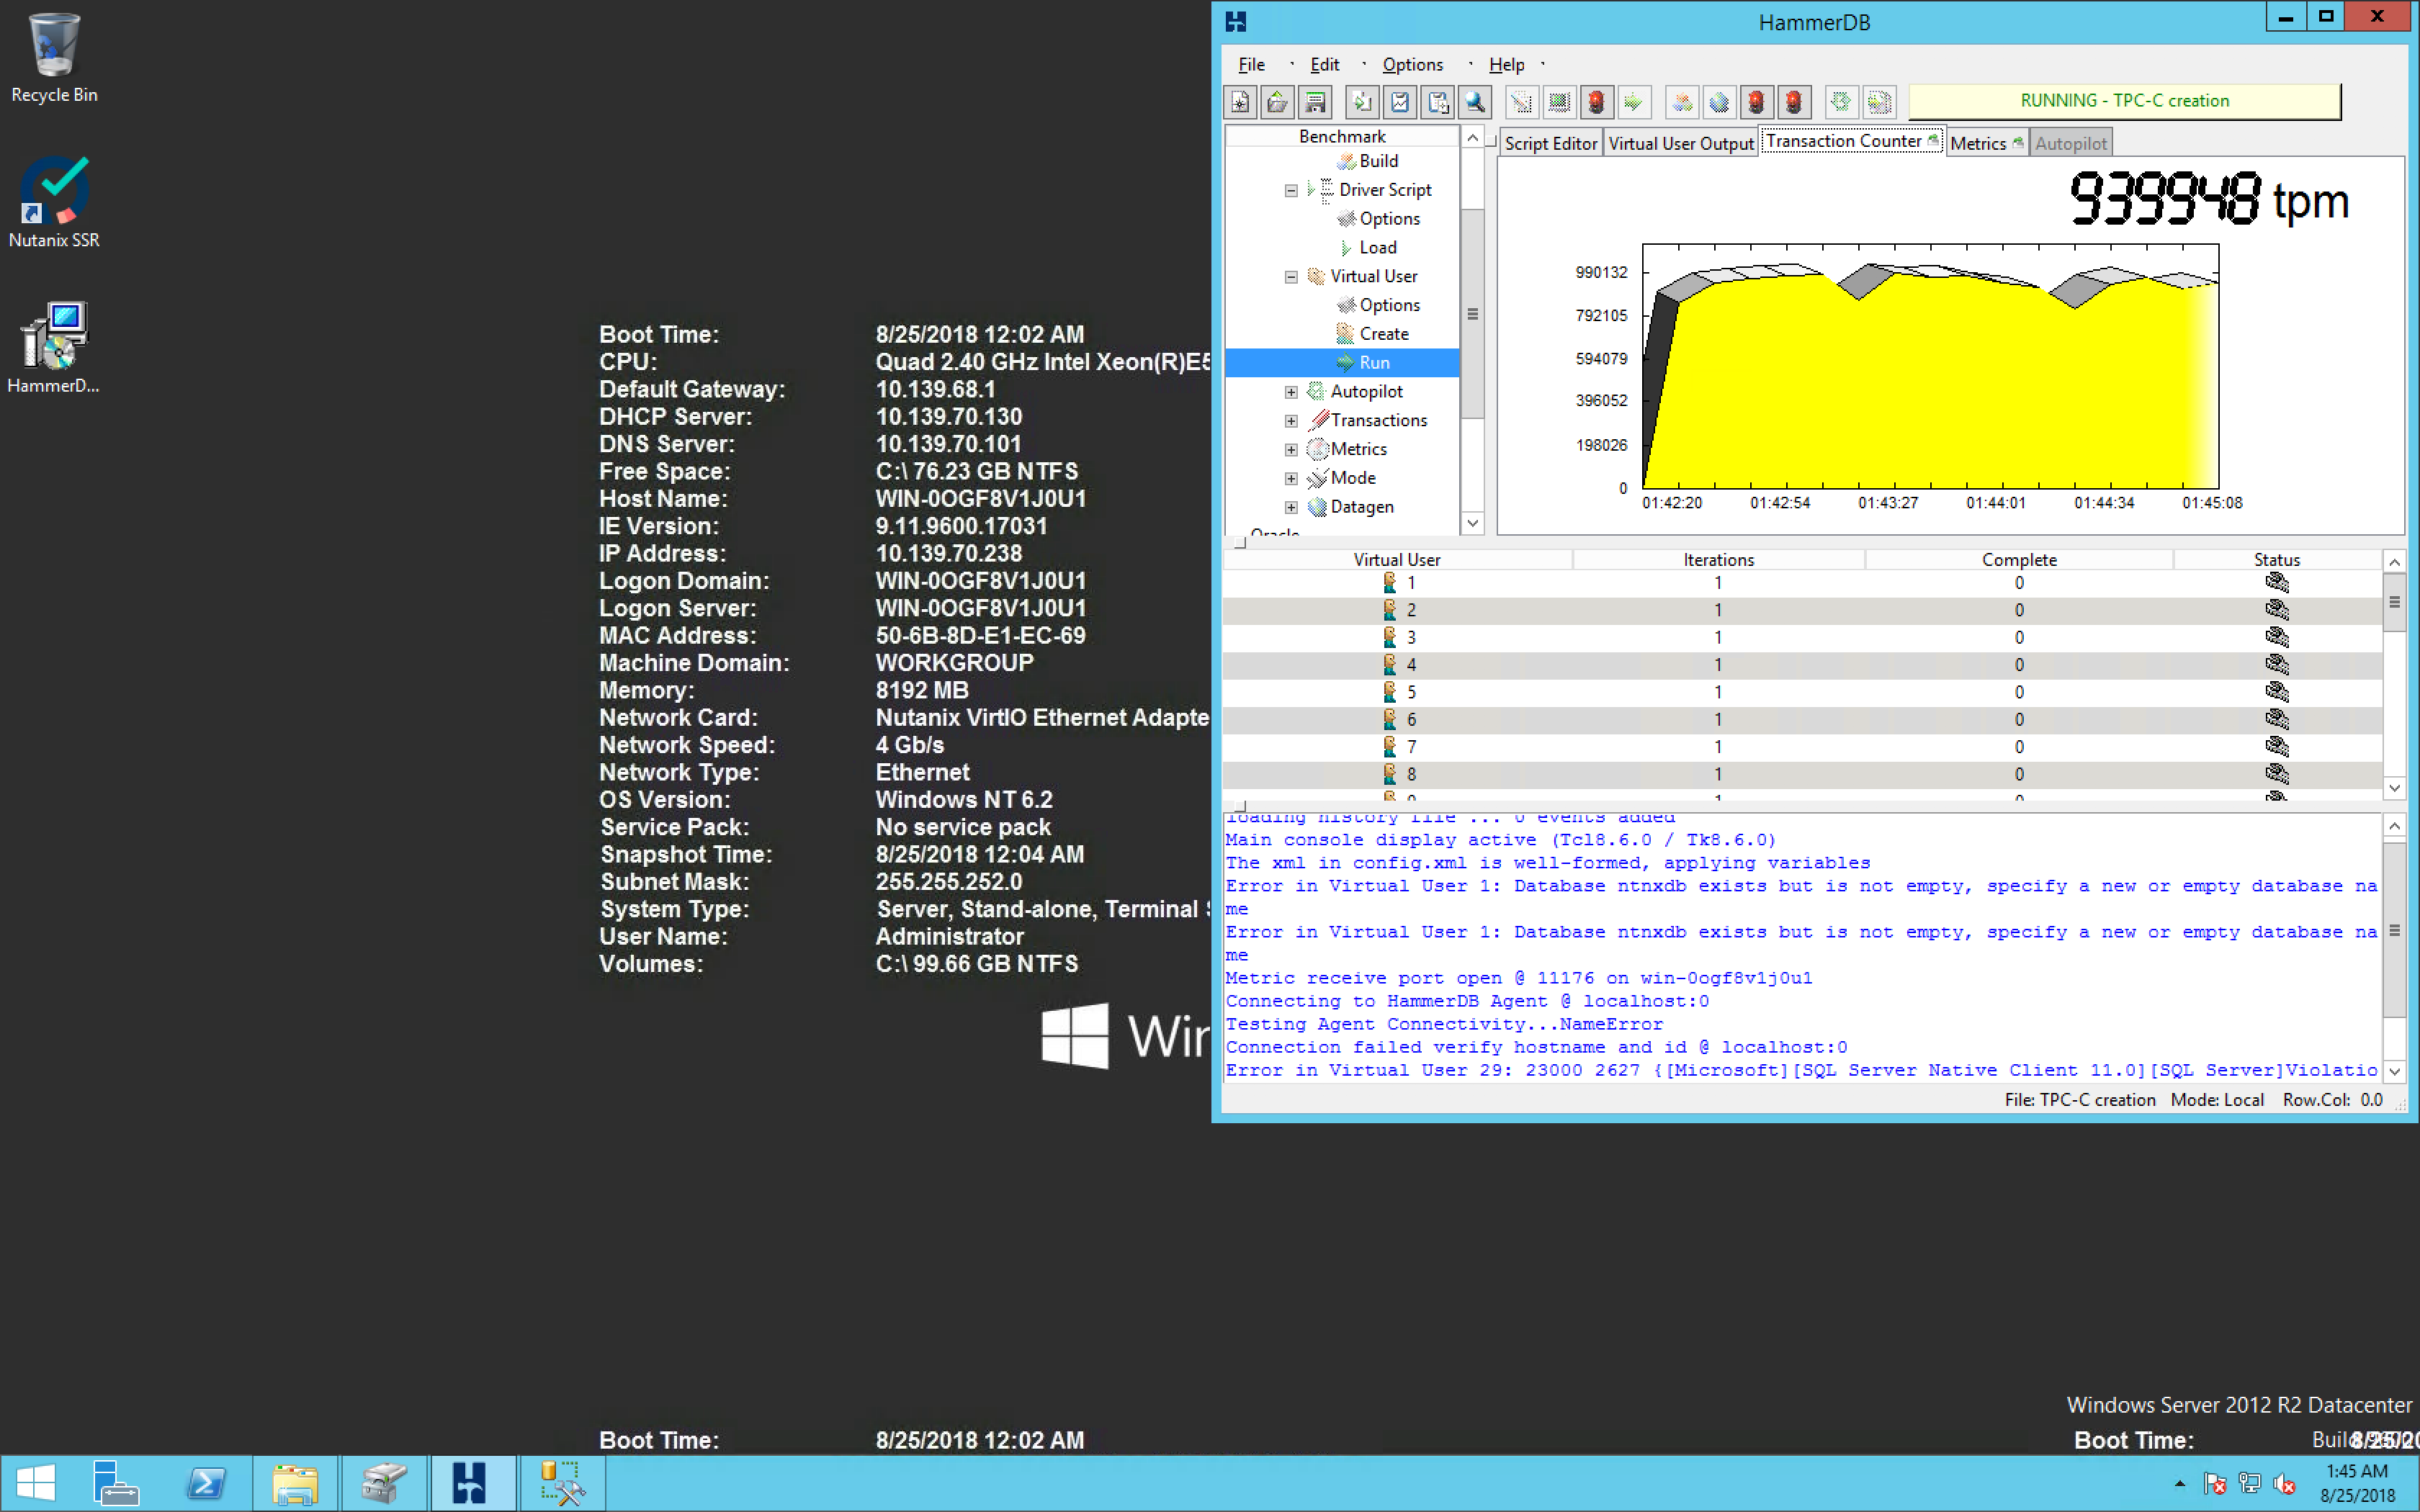 Recycle Bin
Nutanix SSR
HammerD...
Boot Time: 8/25/2018 12:02 AM
CPU: Quad 2.40 GHz Intel Xeon(R)E5
Default Gateway: 10.139.68.1
DHCP Server: 10.139.70.130
DNS Server: 10.139.70.101
Free Space: C:\ 76.23 GB NTFS
Host Name: WIN-0OGF8V1J0U1
IE Version: 9.11.9600.17031
IP Address: 10.139.70.238
Logon Domain: WIN-0OGF8V1J0U1
Logon Server: WIN-0OGF8V1J0U1
MAC Address: 50-6B-8D-E1-EC-69
Machine Domain: WORKGROUP
Memory: 8192 MB
Network Card: Nutanix VirtIO Ethernet Adapte
Network Speed: 4 Gb/s
Network Type: Ethernet
OS Version: Windows NT 6.2
Service Pack: No service pack
Snapshot Time: 8/25/2018 12:04 AM
Subnet Mask: 255.255.252.0
System Type: Server, Stand-alone, Terminal
User Name: Administrator
Volumes: C:\ 99.66 GB NTFS
Win
HammerDB
File Edit Options Help
RUNNING - TPC-C creation
Benchmark
Build
Driver Script
Options
Load
Virtual User
Options
Create
Run
Autopilot
Transactions
Metrics
Mode
Datagen
Oracle
Script Editor Virtual User Output Transaction Counter Metrics Autopilot
939948 tpm
990132
792105
594079
396052
198026
0
01:42:20 01:42:54 01:43:27 01:44:01 01:44:34 01:45:08
Virtual User Iterations Complete Status
1 1 0
2 1 0
3 1 0
4 1 0
5 1 0
6 1 0
7 1 0
8 1 0
9 1 0
loading history file ... 0 events added
Main console display active (Tcl8.6.0 / Tk8.6.0)
The xml in config.xml is well-formed, applying variables
Error in Virtual User 1: Database ntnxdb exists but is not empty, specify a new or empty database na
me
Error in Virtual User 1: Database ntnxdb exists but is not empty, specify a new or empty database na
me
Metric receive port open @ 11176 on win-0ogf8v1j0u1
Connecting to HammerDB Agent @ localhost:0
Testing Agent Connectivity...NameError
Connection failed verify hostname and id @ localhost:0
Error in Virtual User 29: 23000 2627 {[Microsoft][SQL Server Native Client 11.0][SQL Server]Violatio
File: TPC-C creation Mode: Local Row.Col: 0.0
Windows Server 2012 R2 Datacenter
Boot Time: 8/25/2018 12:02 AM
Boot Time: Build 8/25/20
1:45 AM
8/25/2018